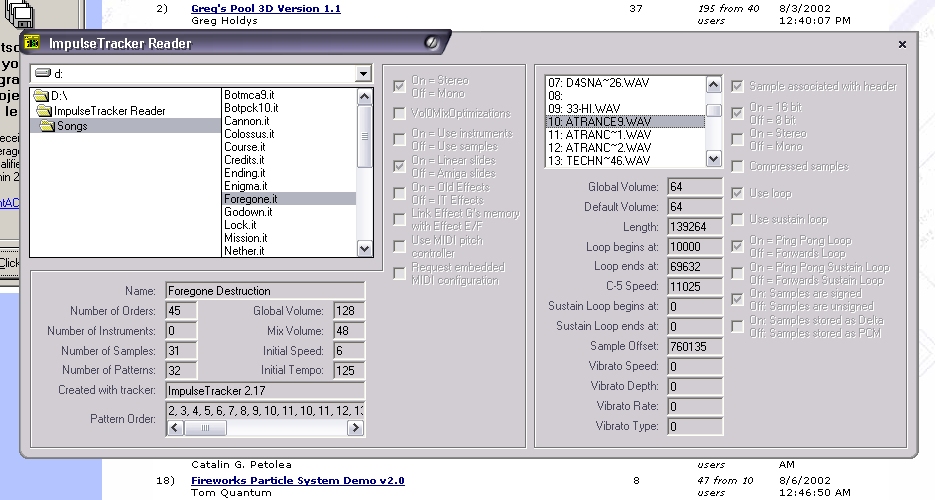 2) Greg's Pool 3D Version 1.1 37 195 from 40 8/3/2002
Greg Holdys users 12:40:07 PM
ImpulseTracker Reader
d:
D:\
ImpulseTracker Reader
Songs
Botmca9.it
Botpck10.it
Cannon.it
Colossus.it
Course.it
Credits.it
Ending.it
Enigma.it
Foregone.it
Godown.it
Lock.it
Mission.it
Nether.it
On = Stereo
Off = Mono
Vol0MixOptimizations
On = Use instruments
Off = Use samples
On = Linear slides
Off = Amiga slides
On = Old Effects
Off = IT Effects
Link Effect G's memory
with Effect E/F
Use MIDI pitch
controller
Request embedded
MIDI configuration
Name: Foregone Destruction
Number of Orders: 45 Global Volume: 128
Number of Instruments: 0 Mix Volume: 48
Number of Samples: 31 Initial Speed: 6
Number of Patterns: 32 Initial Tempo: 125
Created with tracker: ImpulseTracker 2.17
Pattern Order: 2, 3, 4, 5, 6, 7, 8, 9, 10, 11, 10, 11, 12, 13
07: D4SNA~26.WAV
08:
09: 33-HI.WAV
10: ATRANCE9.WAV
11: ATRANC~1.WAV
12: ATRANC~2.WAV
13: TECHN~46.WAV
Sample associated with header
On = 16 bit
Off = 8 bit
On = Stereo
Off = Mono
Compressed samples
Use loop
Use sustain loop
On = Ping Pong Loop
Off = Forwards Loop
On = Ping Pong Sustain Loop
Off = Forwards Sustain Loop
On: Samples are signed
Off: Samples are unsigned
On: Samples stored as Delta
Off: Samples stored as PCM
Global Volume: 64
Default Volume: 64
Length: 139264
Loop begins at: 10000
Loop ends at: 69632
C-5 Speed: 11025
Sustain Loop begins at: 0
Sustain Loop ends at: 0
Sample Offset: 760135
Vibrato Speed: 0
Vibrato Depth: 0
Vibrato Rate: 0
Vibrato Type: 0
Catalin G. Petolea users AM
18) Fireworks Particle System Demo v2.0 8 47 from 10 8/6/2002
Tom Quantum users 12:46:50 AM